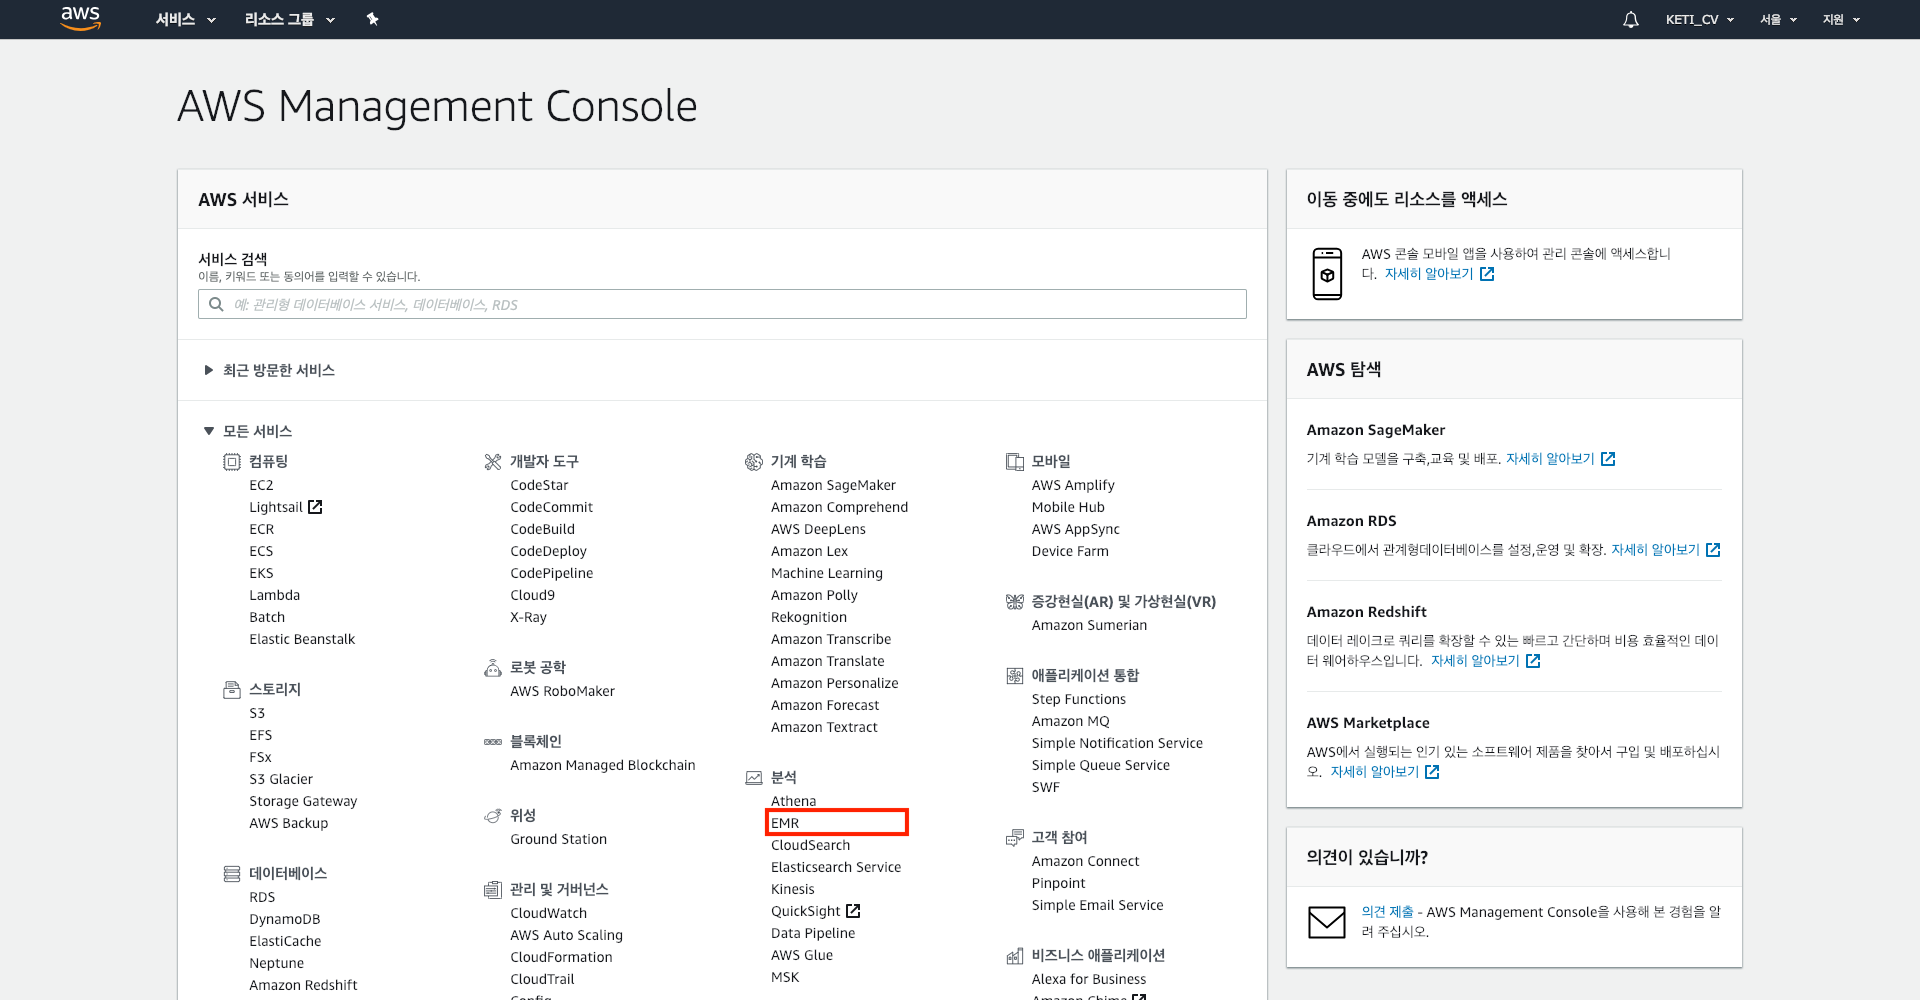 aws
서비스
리소스 그룹
KETI_CV
서울
지원
AWS Management Console
AWS 서비스
서비스 검색
이름, 키워드 또는 동의어를 입력할 수 있습니다.
예: 관리형 데이터베이스 서비스, 데이터베이스, RDS
최근 방문한 서비스
모든 서비스
컴퓨팅
EC2
Lightsail
ECR
ECS
EKS
Lambda
Batch
Elastic Beanstalk
스토리지
S3
EFS
FSx
S3 Glacier
Storage Gateway
AWS Backup
데이터베이스
RDS
DynamoDB
ElastiCache
Neptune
Amazon Redshift
개발자 도구
CodeStar
CodeCommit
CodeBuild
CodeDeploy
CodePipeline
Cloud9
X-Ray
로봇 공학
AWS RoboMaker
블록체인
Amazon Managed Blockchain
위성
Ground Station
관리 및 거버넌스
CloudWatch
AWS Auto Scaling
CloudFormation
CloudTrail
Config
기계 학습
Amazon SageMaker
Amazon Comprehend
AWS DeepLens
Amazon Lex
Machine Learning
Amazon Polly
Rekognition
Amazon Transcribe
Amazon Translate
Amazon Personalize
Amazon Forecast
Amazon Textract
분석
Athena
EMR
CloudSearch
Elasticsearch Service
Kinesis
QuickSight
Data Pipeline
AWS Glue
MSK
모바일
AWS Amplify
Mobile Hub
AWS AppSync
Device Farm
증강현실(AR) 및 가상현실(VR)
Amazon Sumerian
애플리케이션 통합
Step Functions
Amazon MQ
Simple Notification Service
Simple Queue Service
SWF
고객 참여
Amazon Connect
Pinpoint
Simple Email Service
비즈니스 애플리케이션
Alexa for Business
Amazon Chime
이동 중에도 리소스를 액세스
AWS 콘솔 모바일 앱을 사용하여 관리 콘솔에 액세스합니
다. 자세히 알아보기
AWS 탐색
Amazon SageMaker
기계 학습 모델을 구축,교육 및 배포. 자세히 알아보기
Amazon RDS
클라우드에서 관계형데이터베이스를 설정,운영 및 확장. 자세히 알아보기
Amazon Redshift
데이터 레이크로 쿼리를 확장할 수 있는 빠르고 간단하며 비용 효율적인 데이
터 웨어하우스입니다. 자세히 알아보기
AWS Marketplace
AWS에서 실행되는 인기 있는 소프트웨어 제품을 찾아서 구입 및 배포하십시
오. 자세히 알아보기
의견이 있습니까?
의견 제출 - AWS Management Console을 사용해 본 경험을 알
려 주십시오.